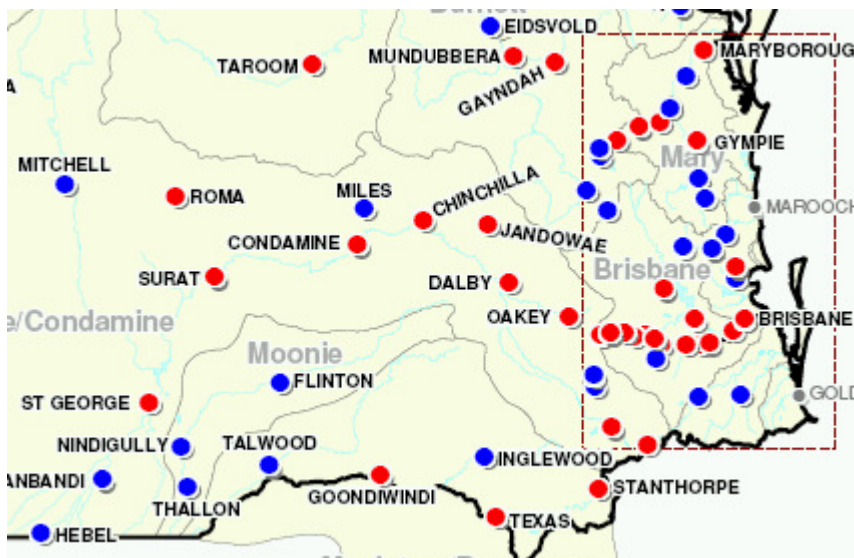 EIDSVOLD
MUNDUBBERA
MARYBOROUG
TAROOM
GAYNDAH
GYMPIE
Mary
MITCHELL
ROMA
MILES
CHINCHILLA
MAROOCH
CONDAMINE
JANDOWAE
SURAT
DALBY
Brisbane
OAKEY
BRISBANE
e/Condamine
Moonie
FLINTON
GOLD
ST GEORGE
NINDIGULLY
TALWOOD
INGLEWOOD
ANBANDI
THALLON
GOONDIWINDI
STANTHORPE
TEXAS
HEBEL